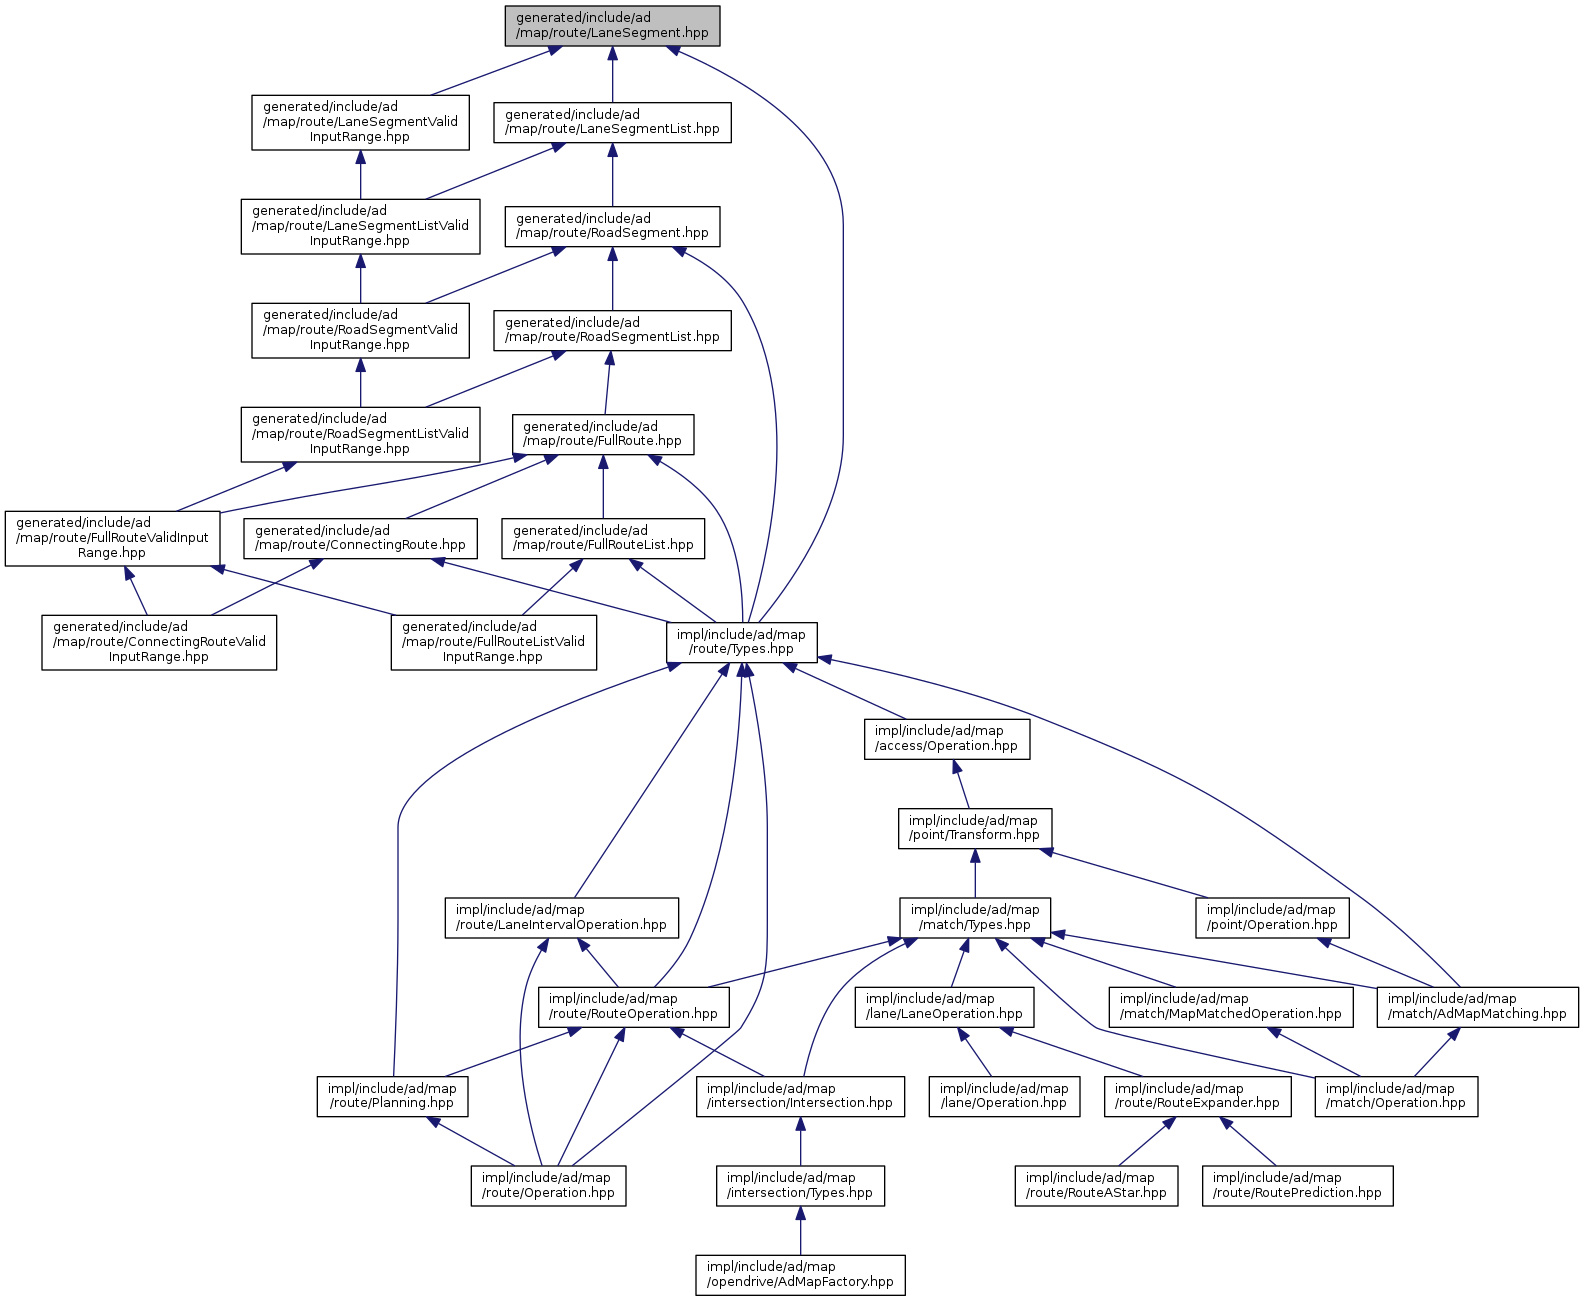 generated/include/ad
/map/route/LaneSegment.hpp
generated/include/ad
/map/route/LaneSegmentValid
InputRange.hpp
generated/include/ad
/map/route/LaneSegmentList.hpp
generated/include/ad
/map/route/LaneSegmentListValid
InputRange.hpp
generated/include/ad
/map/route/RoadSegment.hpp
generated/include/ad
/map/route/RoadSegmentValid
InputRange.hpp
generated/include/ad
/map/route/RoadSegmentList.hpp
generated/include/ad
/map/route/RoadSegmentListValid
InputRange.hpp
generated/include/ad
/map/route/FullRoute.hpp
generated/include/ad
/map/route/FullRouteValidInput
Range.hpp
generated/include/ad
/map/route/ConnectingRoute.hpp
generated/include/ad
/map/route/FullRouteList.hpp
generated/include/ad
/map/route/ConnectingRouteValid
InputRange.hpp
generated/include/ad
/map/route/FullRouteListValid
InputRange.hpp
impl/include/ad/map
/route/Types.hpp
impl/include/ad/map
/access/Operation.hpp
impl/include/ad/map
/point/Transform.hpp
impl/include/ad/map
/route/LaneIntervalOperation.hpp
impl/include/ad/map
/match/Types.hpp
impl/include/ad/map
/point/Operation.hpp
impl/include/ad/map
/route/RouteOperation.hpp
impl/include/ad/map
/lane/LaneOperation.hpp
impl/include/ad/map
/match/MapMatchedOperation.hpp
impl/include/ad/map
/match/AdMapMatching.hpp
impl/include/ad/map
/route/Planning.hpp
impl/include/ad/map
/intersection/Intersection.hpp
impl/include/ad/map
/lane/Operation.hpp
impl/include/ad/map
/route/RouteExpander.hpp
impl/include/ad/map
/match/Operation.hpp
impl/include/ad/map
/route/Operation.hpp
impl/include/ad/map
/intersection/Types.hpp
impl/include/ad/map
/route/RouteAStar.hpp
impl/include/ad/map
/route/RoutePrediction.hpp
impl/include/ad/map
/opendrive/AdMapFactory.hpp